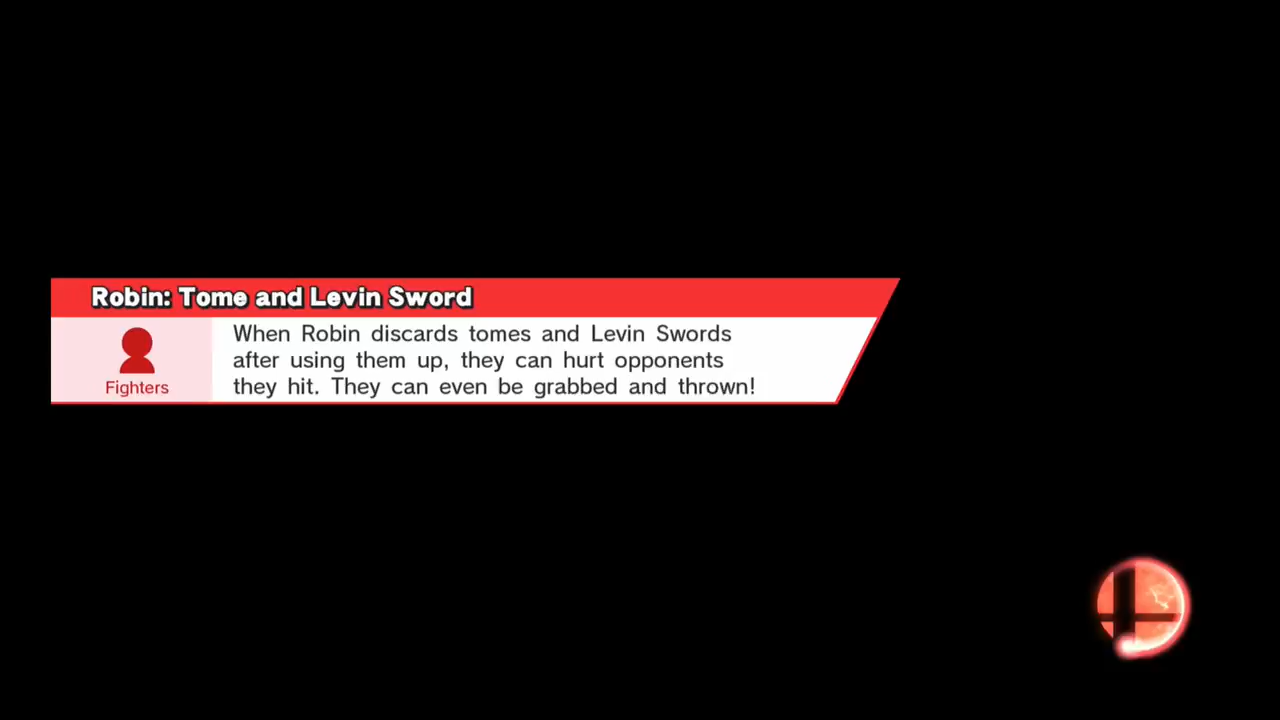 Robin: Tome and Levin Sword
Fighters
When Robin discards tomes and Levin Swords
after using them up, they can hurt opponents
they hit. They can even be grabbed and thrown!